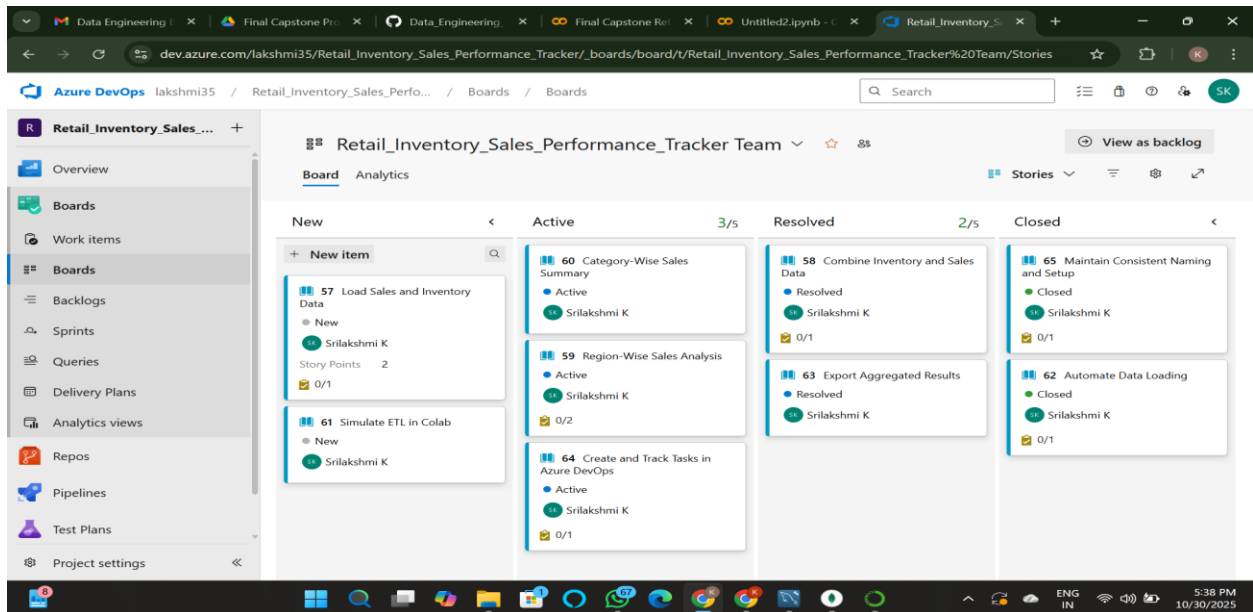 Data Engineering
Final Capstone Pro
Data_Engineering_
Final Capstone Ret
Untitled2.ipynb - C
Retail_Inventory_S
dev.azure.com/lakshmi35/Retail_Inventory_Sales_Performance_Tracker/_boards/board/t/Retail_Inventory_Sales_Performance_Tracker%20Team/Stories
K
Azure DevOps lakshmi35 / Retail_Inventory_Sales_Perfo... / Boards / Boards
Search
SK
R Retail_Inventory_Sales_... +
Overview
Boards
Work items
Boards
Backlogs
Sprints
Queries
Delivery Plans
Analytics views
Repos
Pipelines
Test Plans
Project settings
Retail_Inventory_Sales_Performance_Tracker Team
View as backlog
Board Analytics
Stories
New
+ New item
57 Load Sales and Inventory
Data
New
SK Srilakshmi K
Story Points 2
0/1
61 Simulate ETL in Colab
New
SK Srilakshmi K
Active 3/5
60 Category-Wise Sales
Summary
Active
SK Srilakshmi K
59 Region-Wise Sales Analysis
Active
SK Srilakshmi K
0/2
64 Create and Track Tasks in
Azure DevOps
Active
SK Srilakshmi K
0/1
Resolved 2/5
58 Combine Inventory and Sales
Data
Resolved
SK Srilakshmi K
0/1
63 Export Aggregated Results
Resolved
SK Srilakshmi K
Closed
65 Maintain Consistent Naming
and Setup
Closed
SK Srilakshmi K
0/1
62 Automate Data Loading
Closed
SK Srilakshmi K
0/1
8
67
ENG
IN
5:38 PM
10/30/2025